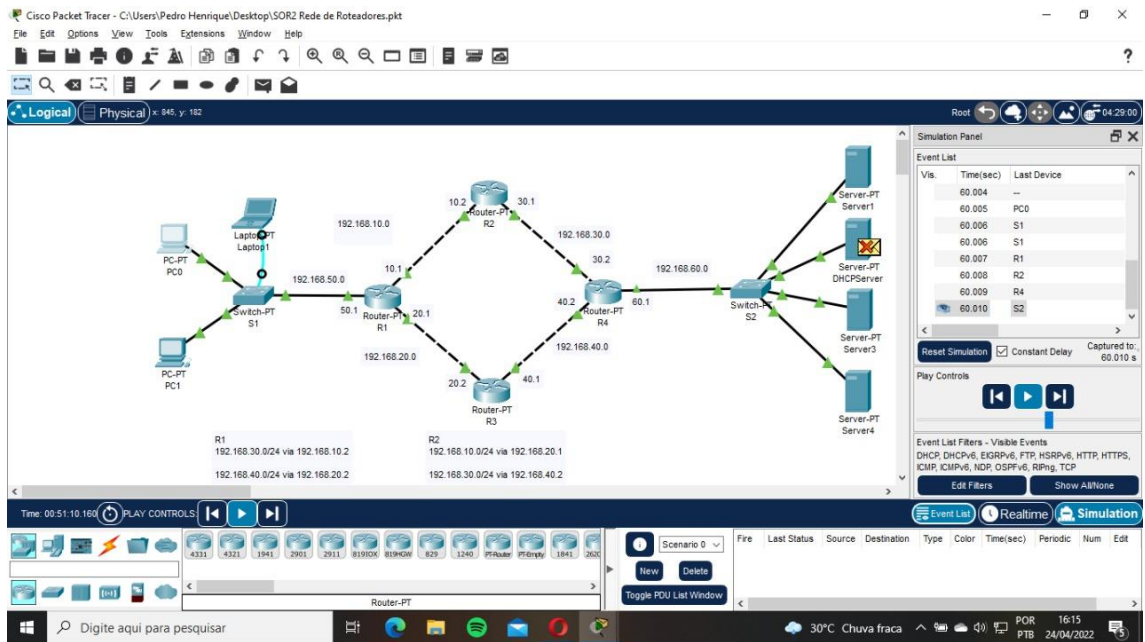 Cisco Packet Tracer - C:\Users\Pedro Henrique\Desktop\SOR2 Rede de Roteadores.pkt
File Edit Options View Tools Extensions Window Help
Logical Physical x: 845, y: 182 Root 04:29:00
Simulation Panel
Event List
Vis. Time(sec) Last Device
60.004 --
60.005 PC0
60.006 S1
60.006 S1
60.007 R1
60.008 R2
60.009 R4
60.010 S2
Reset Simulation Constant Delay Captured to:
60.010 s
Play Controls
Event List Filters - Visible Events
DHCP, DHCPv6, EIGRPv6, FTP, HSRPv6, HTTP, HTTPS,
ICMP, ICMPv6, NDP, OSPFv6, RIPng, TCP
Edit Filters Show All/None
PC-PT
PC0
Laptop-PT
Laptop1
PC-PT
PC1
Switch-PT
S1
192.168.50.0
50.1
Router-PT
R1
10.1
20.1
192.168.10.0
192.168.20.0
10.2
30.1
Router-PT
R2
20.2
40.1
Router-PT
R3
192.168.30.0
30.2
40.2
60.1
Router-PT
R4
192.168.40.0
192.168.60.0
Switch-P
S2
Server-PT
Server1
Server-PT
DHCPServer
Server-PT
Server3
Server-PT
Server4
R1
192.168.30.0/24 via 192.168.10.2
192.168.40.0/24 via 192.168.20.2
R2
192.168.10.0/24 via 192.168.20.1
192.168.30.0/24 via 192.168.40.2
Time: 00:51:10.160 PLAY CONTROLS:
Event List Realtime Simulation
4331 4321 1941 2901 2911 819IOX 819HGW 829 1240 PT-Router PT-Empty 1841 2620
Router-PT
Scenario 0
New Delete
Toggle PDU List Window
Fire Last Status Source Destination Type Color Time(sec) Periodic Num Edit
Digite aqui para pesquisar
30°C Chuva fraca
POR
PTB
16:15
24/04/2022